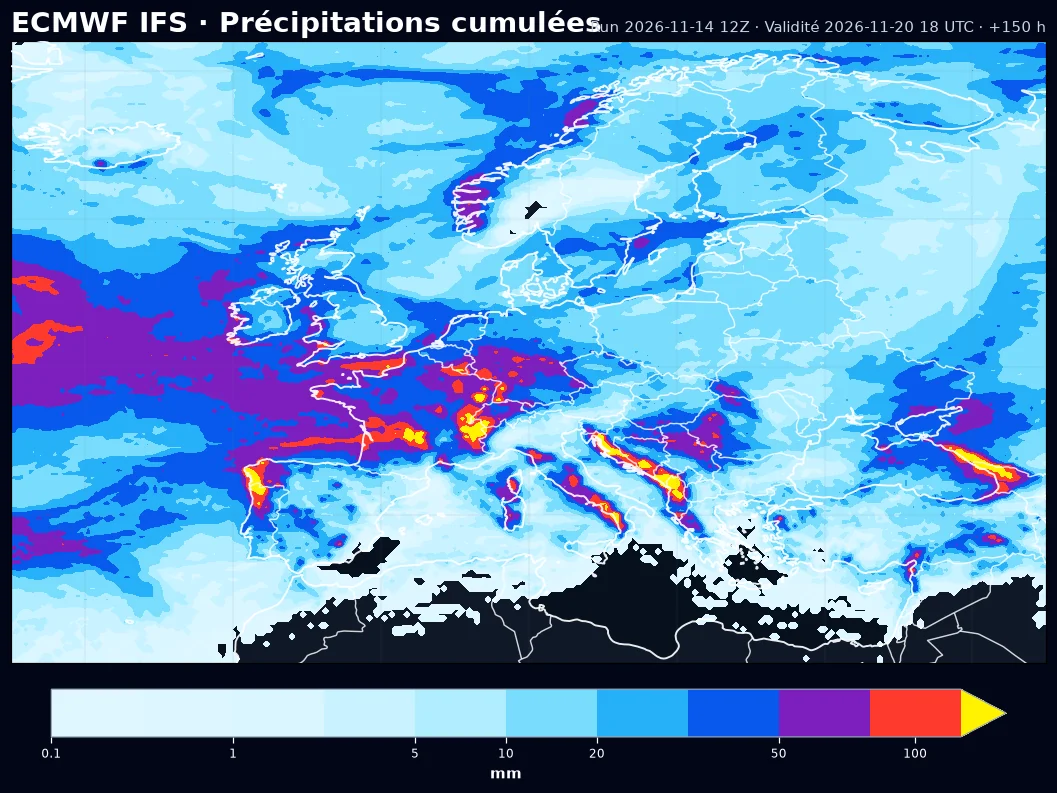 ECMWF IFS · Précipitations cumulées
Run 2026-11-14 12Z · Validité 2026-11-20 18 UTC · +150 h
0.1 1 5 10 20 50 100
mm